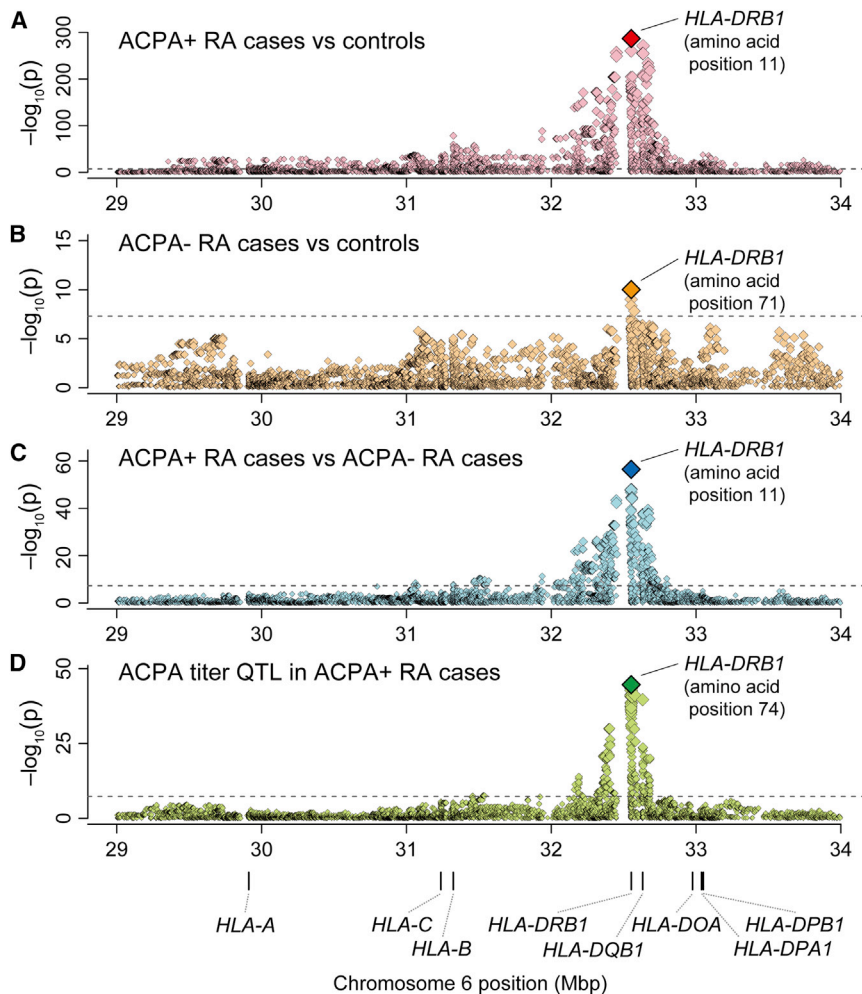 A
ACPA+ RA cases vs controls
HLA-DRB1
(amino acid
position 11)
−log10(p)
300
200
100
0
29 30 31 32 33 34
B
ACPA- RA cases vs controls
HLA-DRB1
(amino acid
position 71)
−log10(p)
15
10
5
0
29 30 31 32 33 34
C
ACPA+ RA cases vs ACPA- RA cases
HLA-DRB1
(amino acid
position 11)
−log10(p)
60
40
20
0
29 30 31 32 33 34
D
ACPA titer QTL in ACPA+ RA cases
HLA-DRB1
(amino acid
position 74)
−log10(p)
50
25
0
29 30 31 32 33 34
HLA-A HLA-C HLA-DRB1 HLA-DOA HLA-DPB1
HLA-B HLA-DQB1 HLA-DPA1
Chromosome 6 position (Mbp)